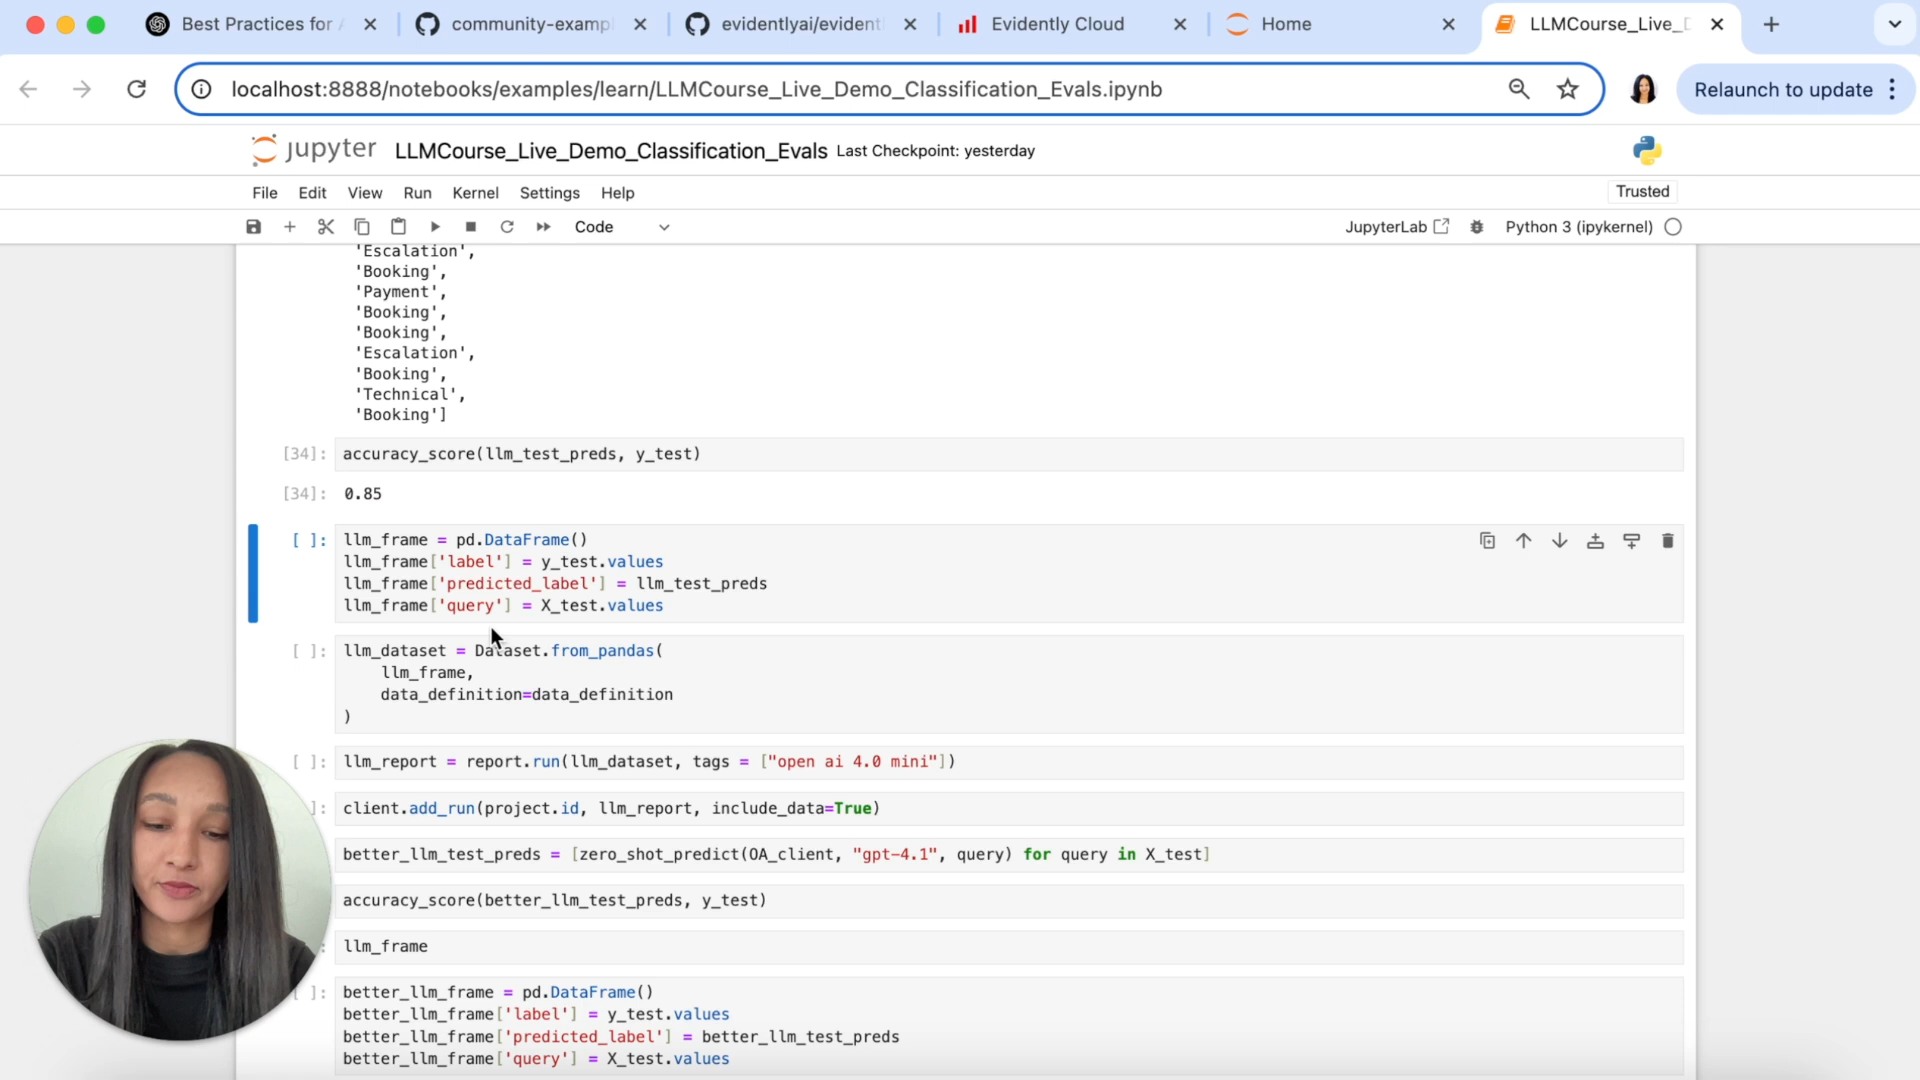 Best Practices for
community-examp
evidentlyai/evident
Evidently Cloud
Home
LLMCourse_Live_D
localhost:8888/notebooks/examples/learn/LLMCourse_Live_Demo_Classification_Evals.ipynb
Relaunch to update
jupyter LLMCourse_Live_Demo_Classification_Evals Last Checkpoint: yesterday
File Edit View Run Kernel Settings Help
Trusted
Code
JupyterLab
Python 3 (ipykernel)
'Escalation',
'Booking',
'Payment',
'Booking',
'Booking',
'Escalation',
'Booking',
'Technical',
'Booking']
[34]: accuracy_score(llm_test_preds, y_test)
[34]: 0.85
[ ]: llm_frame = pd.DataFrame()
llm_frame['label'] = y_test.values
llm_frame['predicted_label'] = llm_test_preds
llm_frame['query'] = X_test.values
[ ]: llm_dataset = Dataset.from_pandas(
llm_frame,
data_definition=data_definition
)
[ ]: llm_report = report.run(llm_dataset, tags = ["open ai 4.0 mini"])
]: client.add_run(project.id, llm_report, include_data=True)
better_llm_test_preds = [zero_shot_predict(OA_client, "gpt-4.1", query) for query in X_test]
accuracy_score(better_llm_test_preds, y_test)
llm_frame
[ ]: better_llm_frame = pd.DataFrame()
better_llm_frame['label'] = y_test.values
better_llm_frame['predicted_label'] = better_llm_test_preds
better_llm_frame['query'] = X_test.values